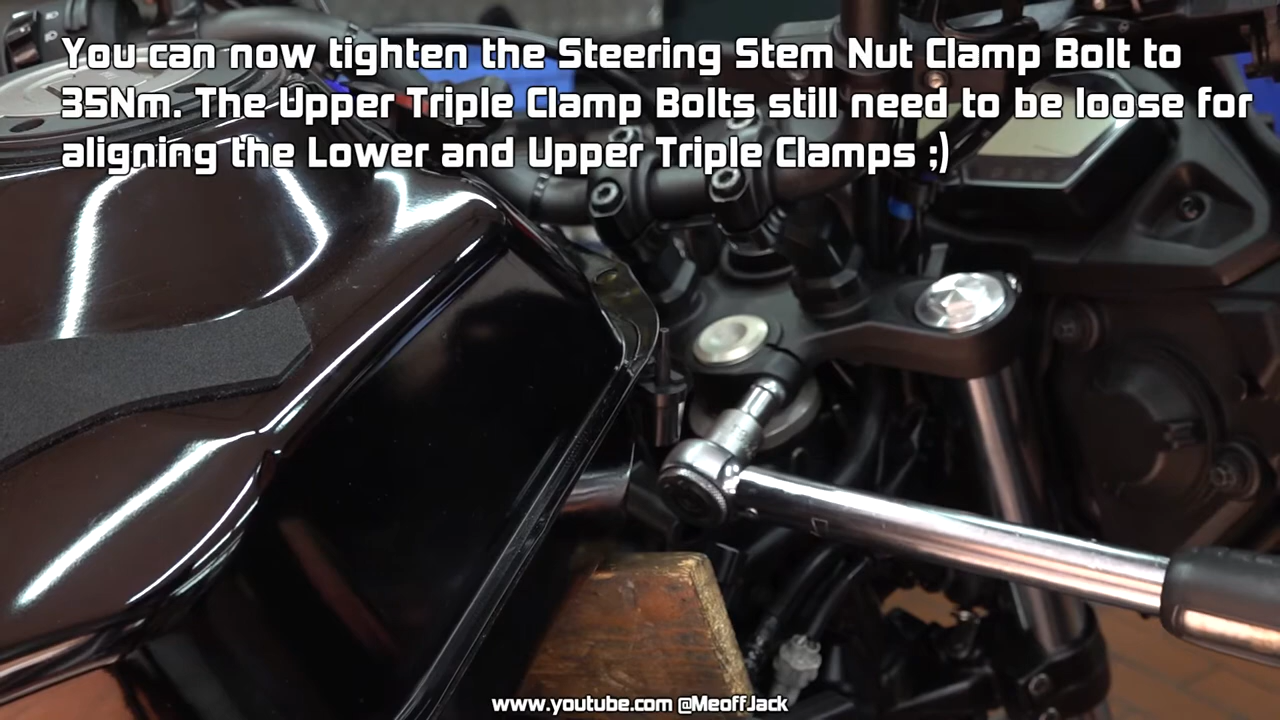 You can now tighten the Steering Stem Nut Clamp Bolt to
35Nm. The Upper Triple Clamp Bolts still need to be loose for
aligning the Lower and Upper Triple Clamps ;)
www.youtube.com @MeoffJack